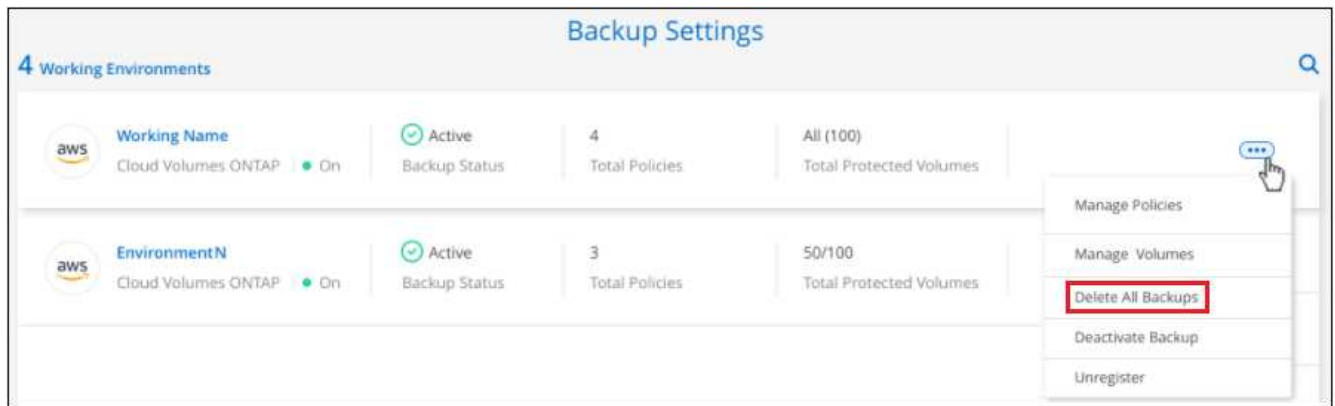 Backup Settings
4 Working Environments
aws
Working Name
Cloud Volumes ONTAP On
Active
Backup Status
4
Total Policies
All (100)
Total Protected Volumes
Manage Policies
Manage Volumes
Delete All Backups
Deactivate Backup
Unregister
aws
EnvironmentN
Cloud Volumes ONTAP On
Active
Backup Status
3
Total Policies
50/100
Total Protected Volumes